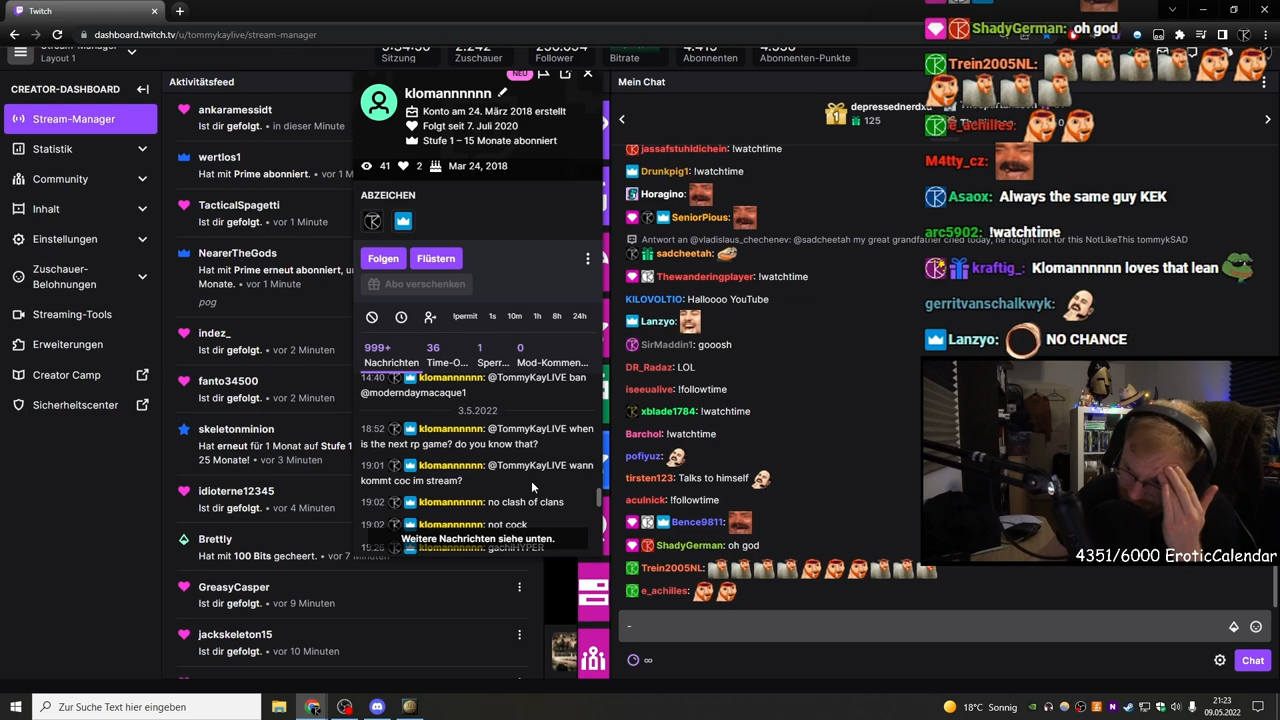 Twitch
dashboard.twitch.tv/u/tommykaylive/stream-manager
Stream-Manager
Layout 1
Sitzung
2.242
Zuschauer
Follower
Bitrate
Abonnenten
Abonnenten-Punkte
CREATOR-DASHBOARD
Stream-Manager
Statistik
Community
Inhalt
Einstellungen
Zuschauer-
Belohnungen
Streaming-Tools
Erweiterungen
Creator Camp
Sicherheitscenter
Aktivitätsfeed
ankaramessidt
Ist dir gefolgt. • in dieser Minute
wertlos1
Hat mit Prime abonniert. • vor 1 M
TacticalSpagetti
Ist dir gefolgt. • vor 1 Minute
NearerTheGods
Hat mit Prime erneut abonniert, u
Monate. • vor 1 Minute
pog
indez_
Ist dir gefolgt. • vor 2 Minuten
fanto34500
Ist dir gefolgt. • vor 2 Minuten
skeletonminion
Hat erneut für 1 Monat auf Stufe 1
25 Monate! • vor 3 Minuten
idioterne12345
Ist dir gefolgt. • vor 4 Minuten
Brettly
Hat mit 100 Bits gecheert. • vor 7
GreasyCasper
Ist dir gefolgt. • vor 9 Minuten
jackskeleton15
Ist dir gefolgt. • vor 10 Minuten
NEU
klomannnnnn
Konto am 24. März 2018 erstellt
Folgt seit 7. Juli 2020
Stufe 1 – 15 Monate abonniert
41 2 Mar 24, 2018
ABZEICHEN
Folgen
Flüstern
Abo verschenken
!permit 1s 10m 1h 8h 24h
999+ 36 1 0
Nachrichten Time-O... Sperr... Mod-Kommen...
14:40 klomannnnnn: @TommyKayLIVE ban
@moderndaymacaque1
3.5.2022
18:52 klomannnnnn: @TommyKayLIVE when
is the next rp game? do you know that?
19:01 klomannnnnn: @TommyKayLIVE wann
kommt coc im stream?
19:02 klomannnnnn: no clash of clans
19:02 klomannnnnn: not cock
Weitere Nachrichten siehe unten.
19:26 klomannnnnn: gachiHYPER
Mein Chat
depressednerdxd
125
jassafstuhldichein: !watchtime
Drunkpig1: !watchtime
Horagino:
SeniorPious:
Antwort an @vladislaus_chechenev: @sadcheetah my great grandfather cried today, he fought not for this NotLikeThis tommykSAD
sadcheetah:
Thewanderingplayer: !watchtime
KILOVOLTIO: Halloooo YouTube
Lanzyo:
SirMaddin1: gooosh
DR_Radaz: LOL
iseeualive: !followtime
xblade1784: !watchtime
Barchol: !watchtime
pofiyuz:
tirsten123: Talks to himself
aculnick: !followtime
Bence9811:
ShadyGerman: oh god
Trein2005NL:
e_achilles:
-
∞
Chat
ShadyGerman: oh god
Trein2005NL:
e_achilles:
M4tty_cz:
Asaox: Always the same guy KEK
arc5902: !watchtime
kraftig_: Klomannnnnn loves that lean
gerritvanschalkwyk:
Lanzyo: NO CHANCE
4351/6000 EroticCalendar
Zur Suche Text hier eingeben
18°C Sonnig
21:23
09.05.2022